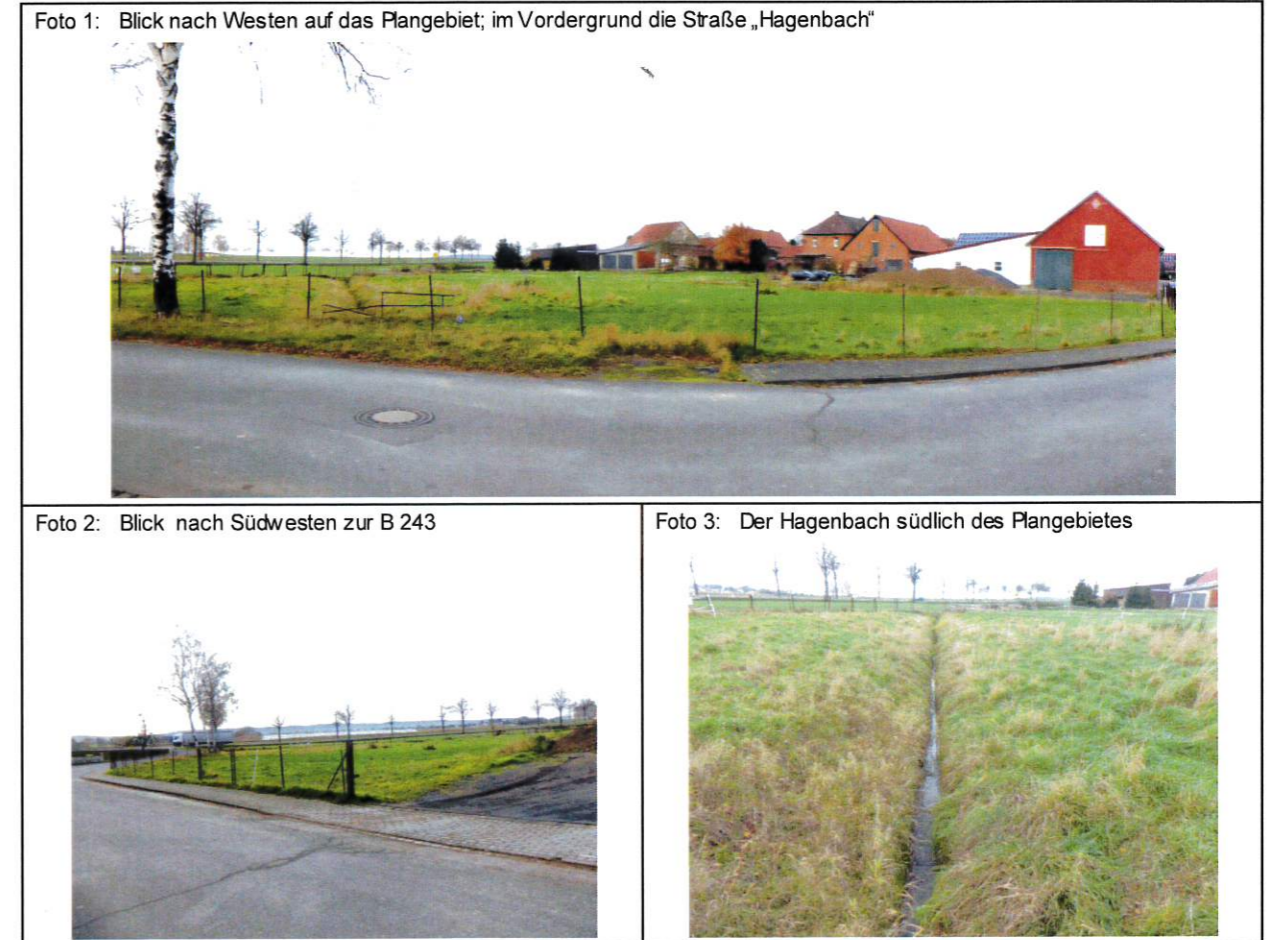 Foto 1: Blick nach Westen auf das Plangebiet; im Vordergrund die Straße „Hagenbach“
Foto 2: Blick nach Südwesten zur B 243
Foto 3: Der Hagenbach südlich des Plangebietes